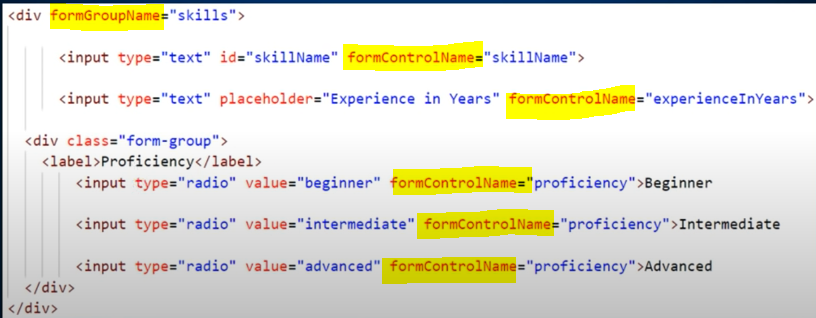 <div formGroupName="skills">
<input type="text" id="skillName" formControlName="skillName">
<input type="text" placeholder="Experience in Years" formControlName="experienceInYears">
<div class="form-group">
<label>Proficiency</label>
<input type="radio" value="beginner" formControlName="proficiency">Beginner
<input type="radio" value="intermediate" formControlName="proficiency">Intermediate
<input type="radio" value="advanced" formControlName="proficiency">Advanced
</div>
</div>